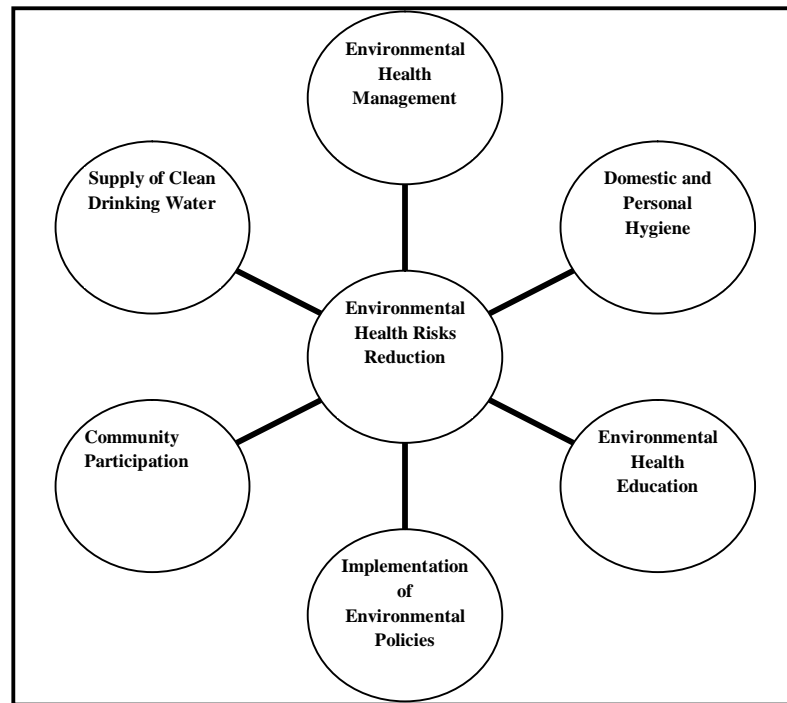 Environmental
Health
Management
Supply of Clean
Drinking Water
Domestic and
Personal
Hygiene
Environmental
Health Risks
Reduction
Community
Participation
Environmental
Health
Education
Implementation
of
Environmental
Policies